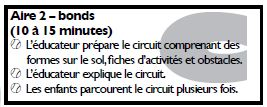 Aire 2 – bonds
(10 à 15 minutes)
L'éducateur prépare le circuit comprenant des
formes sur le sol, fiches d'activités et obstacles.
L'éducateur explique le circuit.
Les enfants parcourent le circuit plusieurs fois.